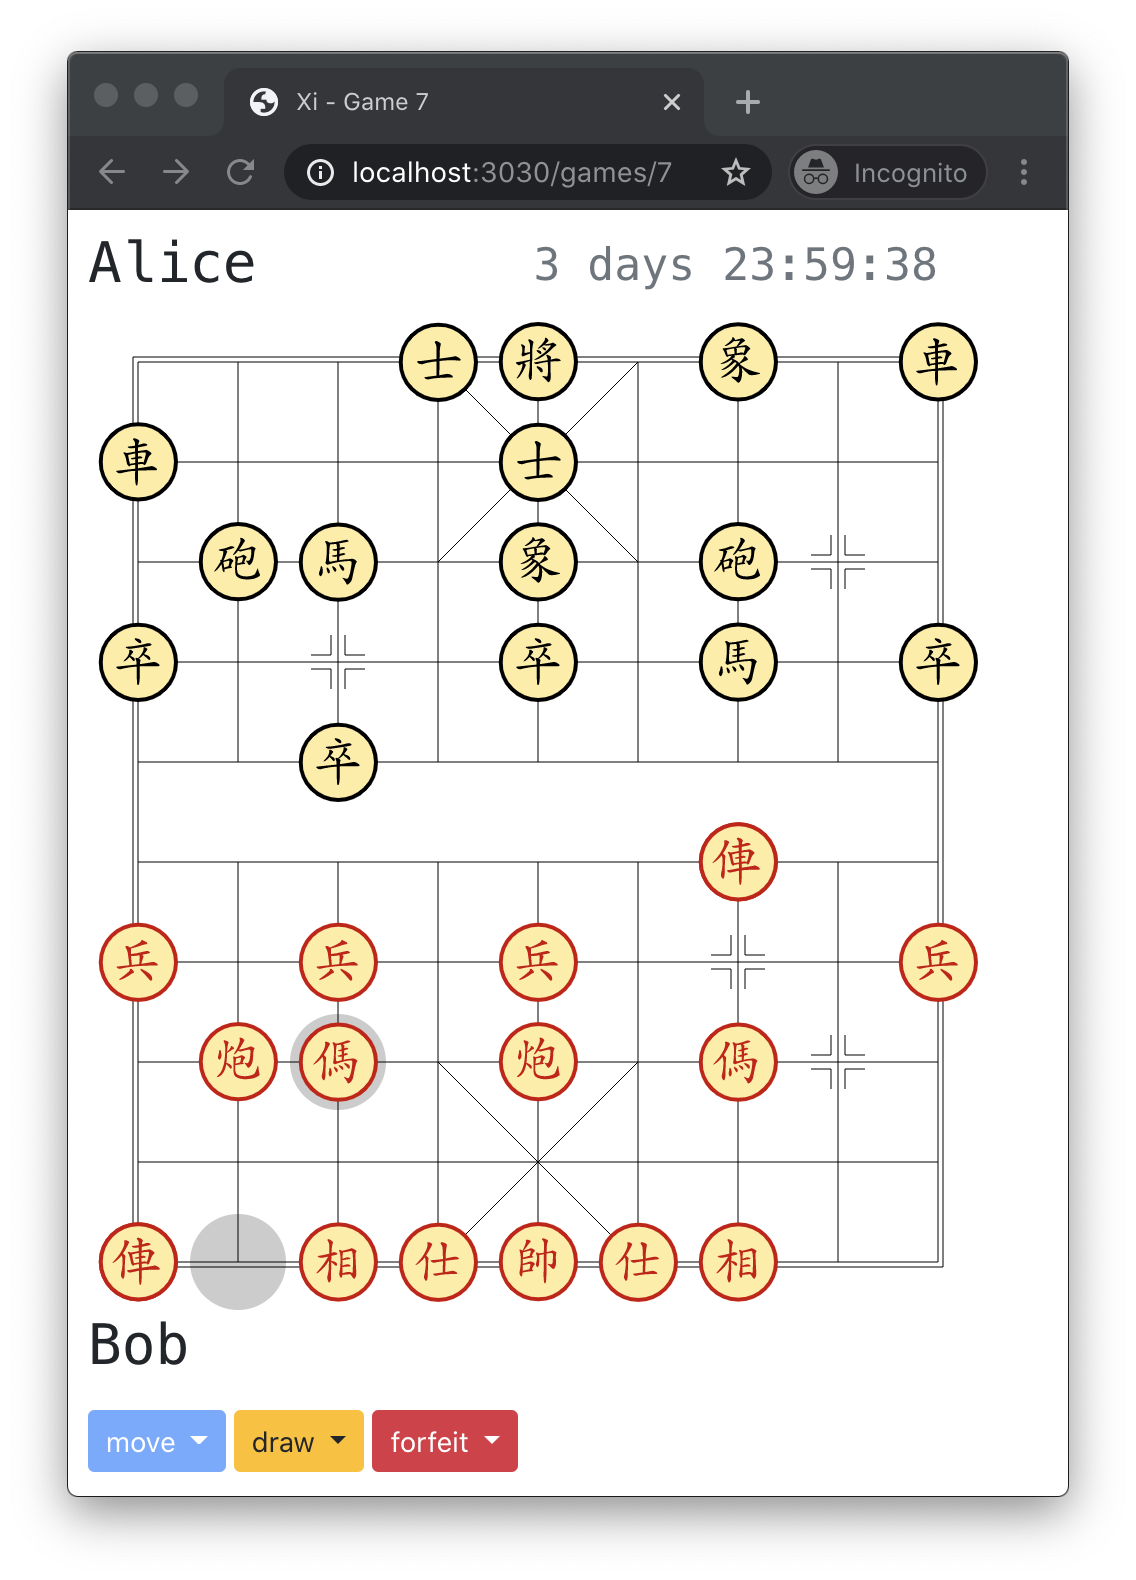 Xi - Game 7
localhost:3030/games/7
Incognito
Alice
3 days 23:59:38
士 將 象 車
車 士
砲 馬 象 砲
卒 卒 馬 卒
卒
俥
兵 兵 兵 兵
炮 傌 炮 傌
俥 相 仕 帥 仕 相
Bob
move draw forfeit